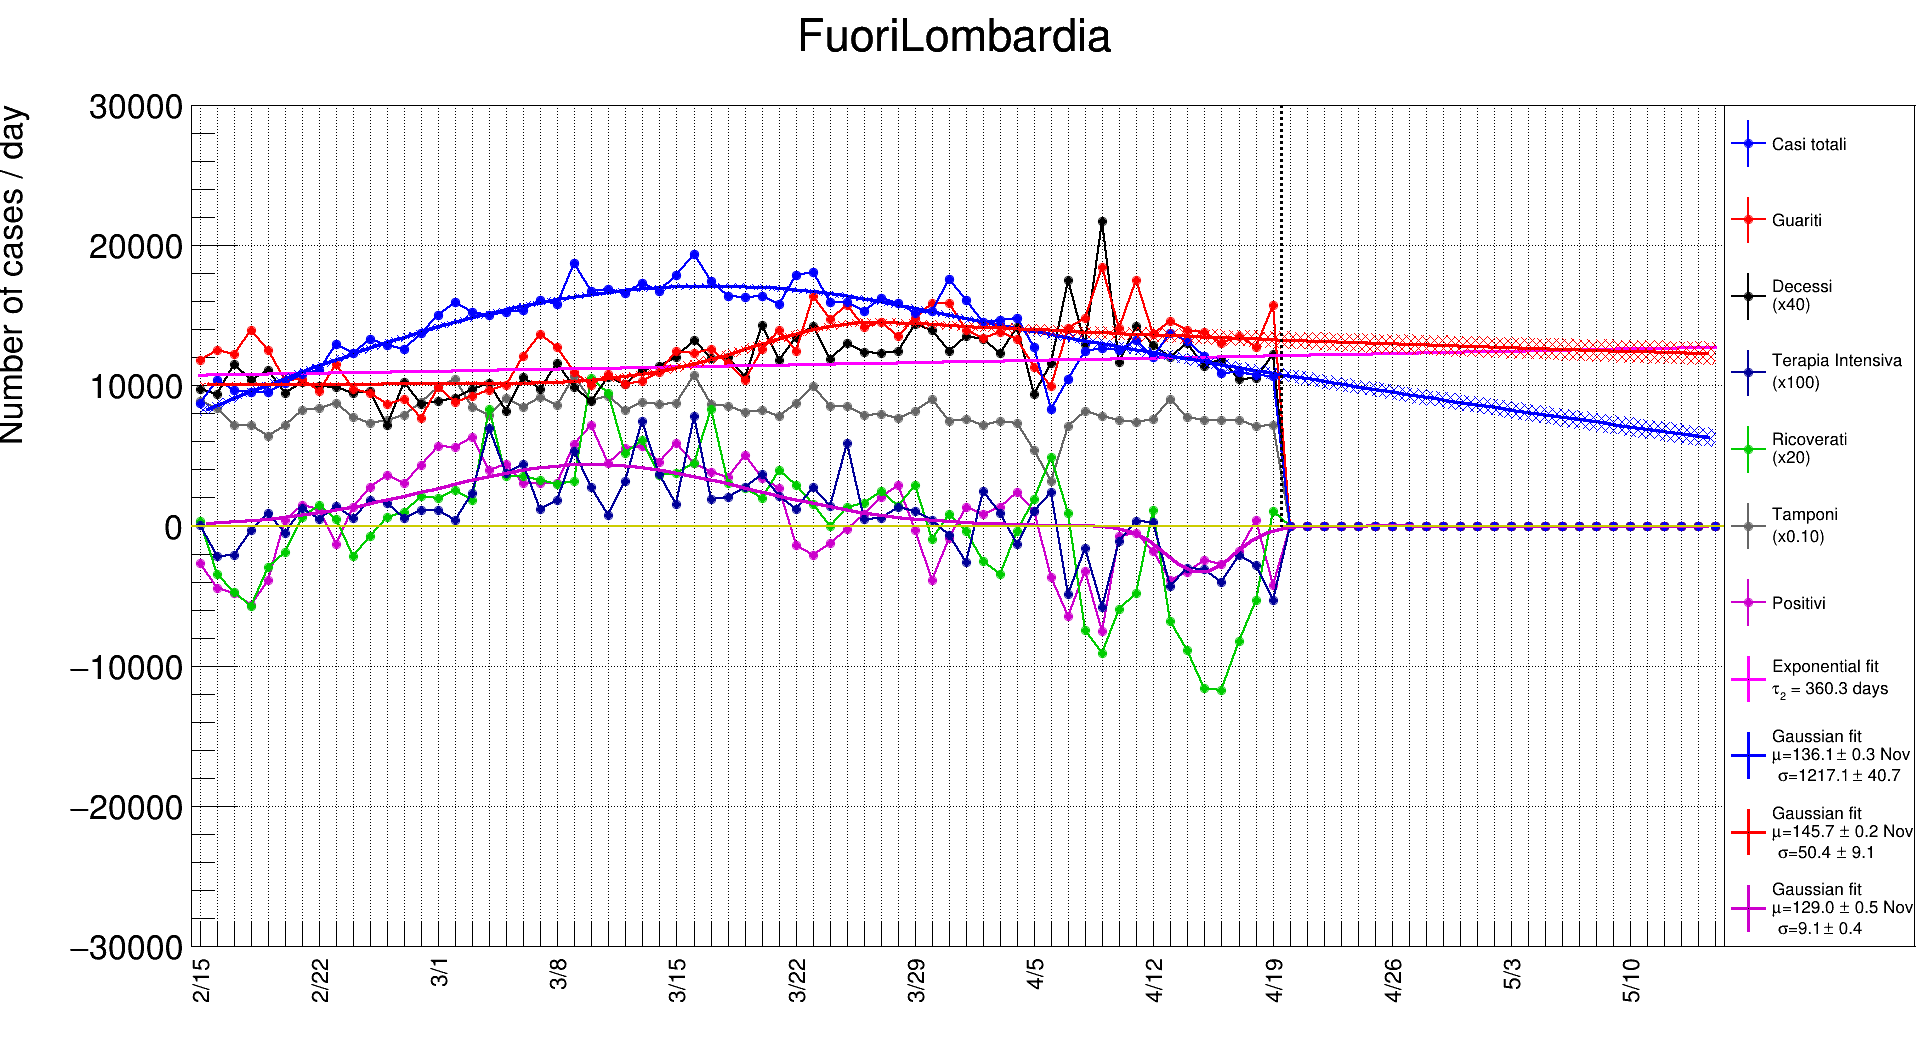 FuoriLombardia
Number of cases / day
30000
20000
10000
0
−10000
−20000
−30000
2/15
2/22
3/1
3/8
3/15
3/22
3/29
4/5
4/12
4/19
4/26
5/3
5/10
Casi totali
Guariti
Decessi
(x40)
Terapia Intensiva
(x100)
Ricoverati
(x20)
Tamponi
(x0.10)
Positivi
Exponential fit
τ2 = 360.3 days
Gaussian fit
μ=136.1 ± 0.3 Nov
σ=1217.1 ± 40.7
Gaussian fit
μ=145.7 ± 0.2 Nov
σ=50.4 ± 9.1
Gaussian fit
μ=129.0 ± 0.5 Nov
σ=9.1 ± 0.4